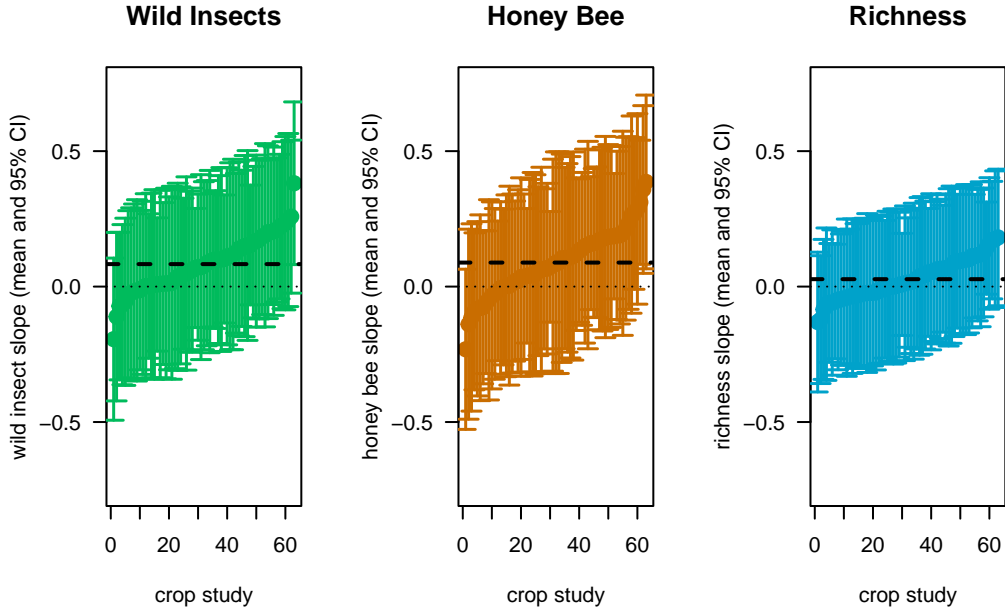 Wild Insects
wild insect slope (mean and 95% CI)
0.5
0.0
−0.5
0 20 40 60
crop study
Honey Bee
honey bee slope (mean and 95% CI)
0.5
0.0
−0.5
0 20 40 60
crop study
Richness
richness slope (mean and 95% CI)
0.5
0.0
−0.5
0 20 40 60
crop study